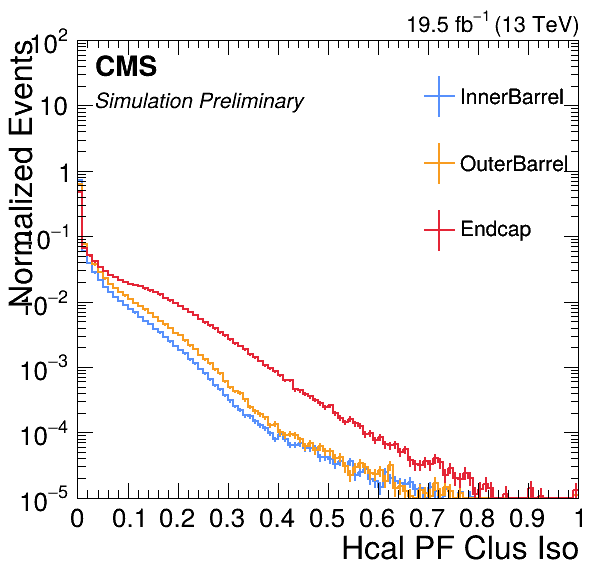 19.5 fb⁻¹ (13 TeV)
CMS
Simulation Preliminary
InnerBarrel
OuterBarrel
Endcap
Normalized Events
10²
10
1
10⁻¹
10⁻²
10⁻³
10⁻⁴
10⁻⁵
0 0.1 0.2 0.3 0.4 0.5 0.6 0.7 0.8 0.9 1
Hcal PF Clus Iso